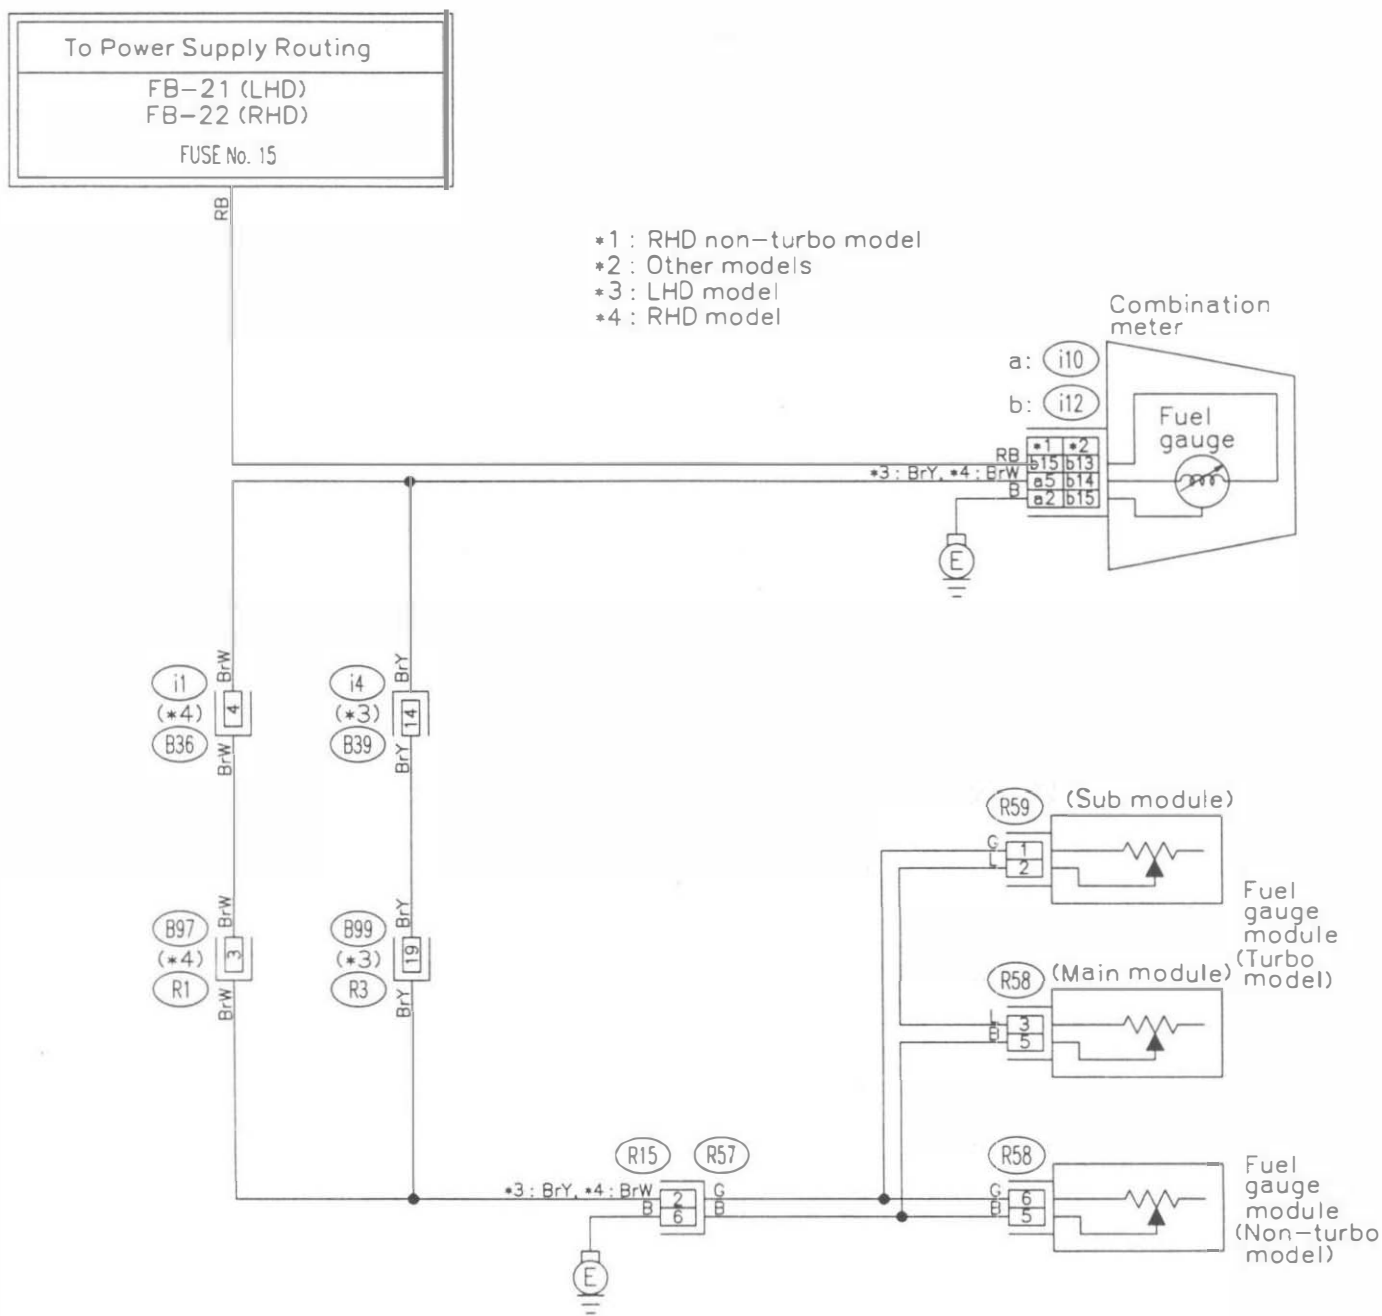 To Power Supply Routing
FB-21 (LHD)
FB-22 (RHD)
FUSE No. 15
RB
*1 : RHD non-turbo model
*2 : Other models
*3 : LHD model
*4 : RHD model
Combination
meter
a: i10
b: i12
Fuel
gauge
*1 *2
RB b15 b13
*3 : BrY, *4 : BrW a5 b14
B a2 b15
E
BrW
i1
(*4)
B36
4
BrW
BrY
i4
(*3)
B39
14
BrY
BrW
B97
(*4)
R1
3
BrW
BrY
B99
(*3)
R3
19
BrY
R59 (Sub module)
G 1
L 2
Fuel
gauge
module
(Turbo
model)
R58 (Main module)
L 3
B 5
R15 R57
*3 : BrY, *4 : BrW 2 G
B 6 B
E
R58
G 6
B 5
Fuel
gauge
module
(Non-turbo
model)